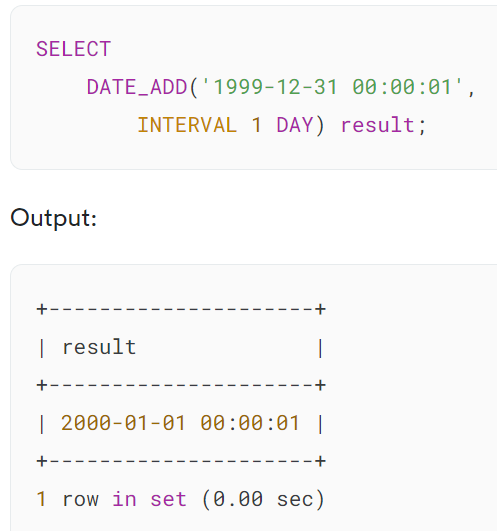 SELECT
    DATE_ADD('1999-12-31 00:00:01',
        INTERVAL 1 DAY) result;
Output:
+---------------------+
| result              |
+---------------------+
| 2000-01-01 00:00:01 |
+---------------------+
1 row in set (0.00 sec)